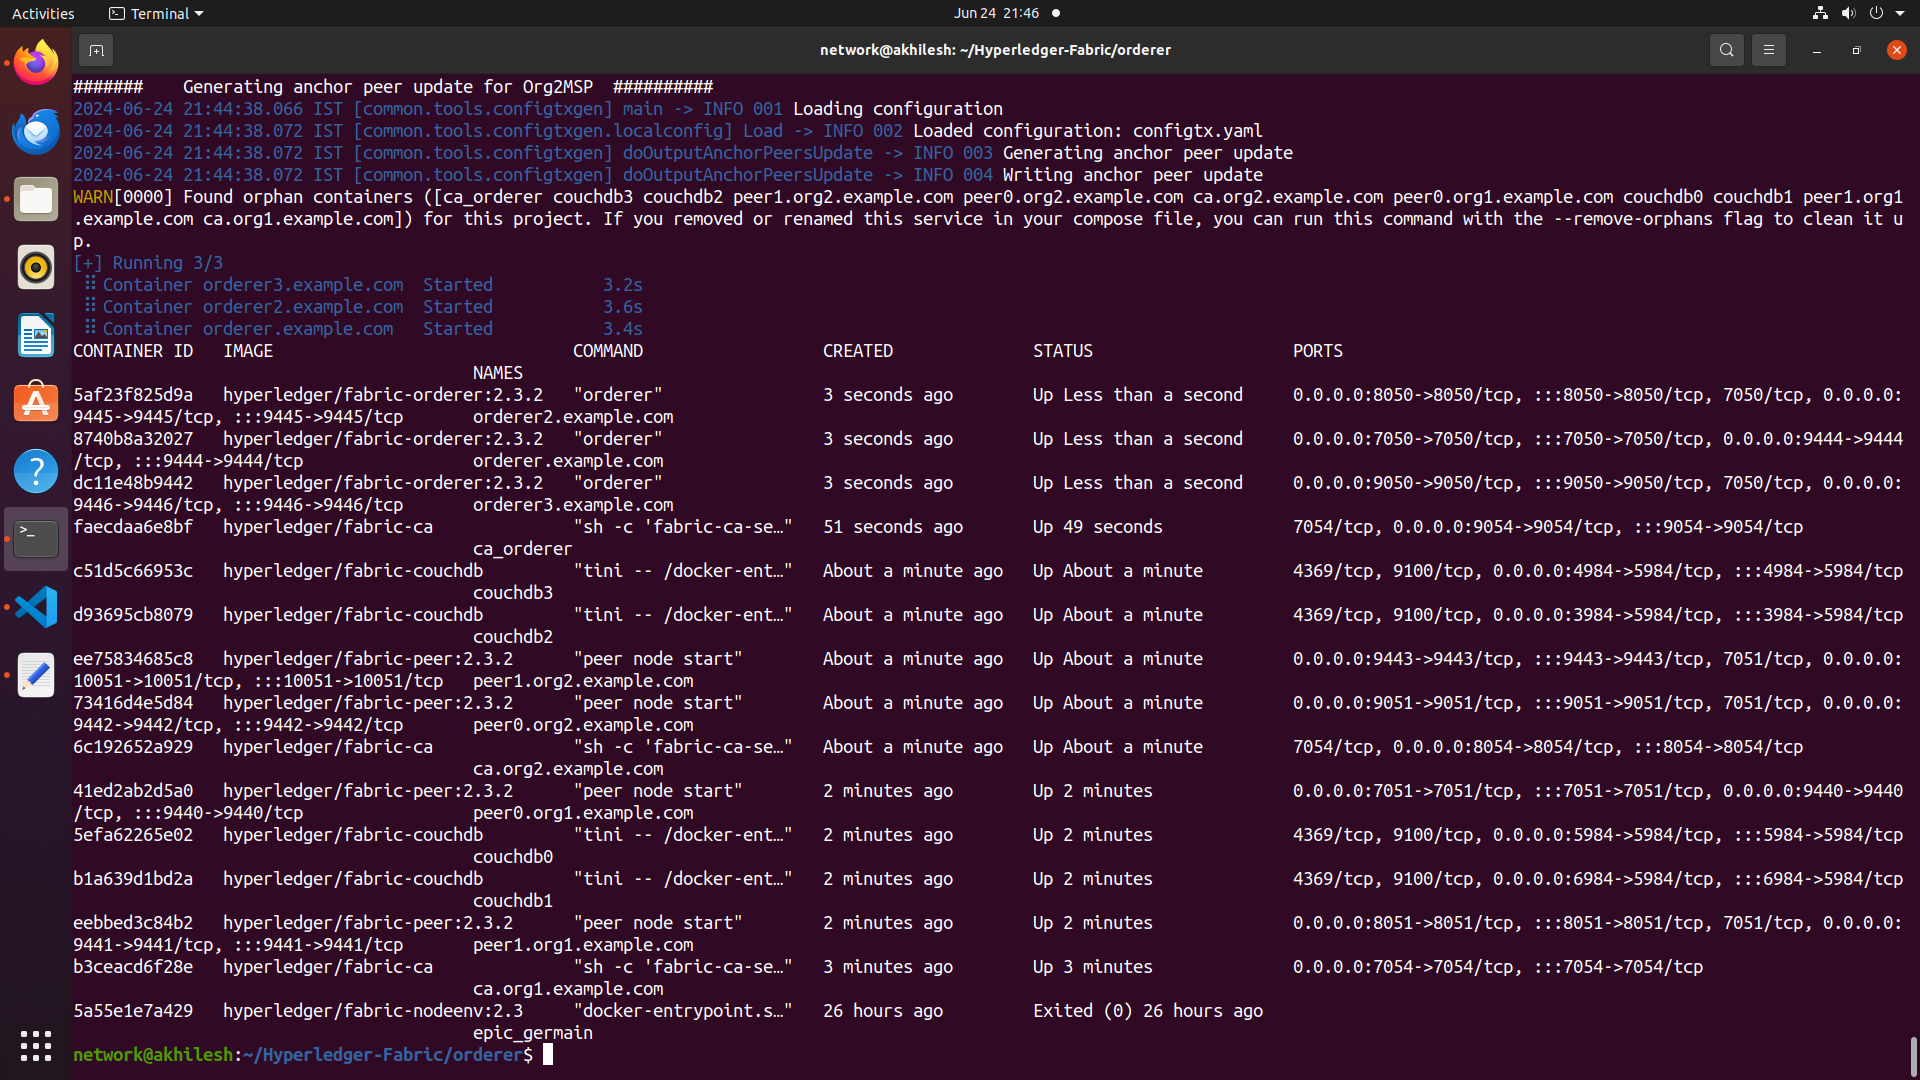 Activities Terminal Jun 24 21:46
network@akhilesh: ~/Hyperledger-Fabric/orderer
#######    Generating anchor peer update for Org2MSP  ##########
2024-06-24 21:44:38.066 IST [common.tools.configtxgen] main -> INFO 001 Loading configuration
2024-06-24 21:44:38.072 IST [common.tools.configtxgen.localconfig] Load -> INFO 002 Loaded configuration: configtx.yaml
2024-06-24 21:44:38.072 IST [common.tools.configtxgen] doOutputAnchorPeersUpdate -> INFO 003 Generating anchor peer update
2024-06-24 21:44:38.072 IST [common.tools.configtxgen] doOutputAnchorPeersUpdate -> INFO 004 Writing anchor peer update
WARN[0000] Found orphan containers ([ca_orderer couchdb3 couchdb2 peer1.org2.example.com peer0.org2.example.com ca.org2.example.com peer0.org1.example.com couchdb0 couchdb1 peer1.org1
.example.com ca.org1.example.com]) for this project. If you removed or renamed this service in your compose file, you can run this command with the --remove-orphans flag to clean it u
p.
[+] Running 3/3
⠿ Container orderer3.example.com  Started           3.2s
⠿ Container orderer2.example.com  Started           3.6s
⠿ Container orderer.example.com   Started           3.4s
CONTAINER ID   IMAGE                              COMMAND                  CREATED              STATUS                    PORTS
NAMES
5af23f825d9a   hyperledger/fabric-orderer:2.3.2   "orderer"                3 seconds ago        Up Less than a second     0.0.0.0:8050->8050/tcp, :::8050->8050/tcp, 7050/tcp, 0.0.0.0:
9445->9445/tcp, :::9445->9445/tcp       orderer2.example.com
8740b8a32027   hyperledger/fabric-orderer:2.3.2   "orderer"                3 seconds ago        Up Less than a second     0.0.0.0:7050->7050/tcp, :::7050->7050/tcp, 0.0.0.0:9444->9444
/tcp, :::9444->9444/tcp                 orderer.example.com
dc11e48b9442   hyperledger/fabric-orderer:2.3.2   "orderer"                3 seconds ago        Up Less than a second     0.0.0.0:9050->9050/tcp, :::9050->9050/tcp, 7050/tcp, 0.0.0.0:
9446->9446/tcp, :::9446->9446/tcp       orderer3.example.com
faecdaa6e8bf   hyperledger/fabric-ca              "sh -c 'fabric-ca-se…"   51 seconds ago       Up 49 seconds             7054/tcp, 0.0.0.0:9054->9054/tcp, :::9054->9054/tcp
ca_orderer
c51d5c66953c   hyperledger/fabric-couchdb         "tini -- /docker-ent…"   About a minute ago   Up About a minute         4369/tcp, 9100/tcp, 0.0.0.0:4984->5984/tcp, :::4984->5984/tcp
couchdb3
d93695cb8079   hyperledger/fabric-couchdb         "tini -- /docker-ent…"   About a minute ago   Up About a minute         4369/tcp, 9100/tcp, 0.0.0.0:3984->5984/tcp, :::3984->5984/tcp
couchdb2
ee75834685c8   hyperledger/fabric-peer:2.3.2      "peer node start"        About a minute ago   Up About a minute         0.0.0.0:9443->9443/tcp, :::9443->9443/tcp, 7051/tcp, 0.0.0.0:
10051->10051/tcp, :::10051->10051/tcp   peer1.org2.example.com
73416d4e5d84   hyperledger/fabric-peer:2.3.2      "peer node start"        About a minute ago   Up About a minute         0.0.0.0:9051->9051/tcp, :::9051->9051/tcp, 7051/tcp, 0.0.0.0:
9442->9442/tcp, :::9442->9442/tcp       peer0.org2.example.com
6c192652a929   hyperledger/fabric-ca              "sh -c 'fabric-ca-se…"   About a minute ago   Up About a minute         7054/tcp, 0.0.0.0:8054->8054/tcp, :::8054->8054/tcp
ca.org2.example.com
41ed2ab2d5a0   hyperledger/fabric-peer:2.3.2      "peer node start"        2 minutes ago        Up 2 minutes              0.0.0.0:7051->7051/tcp, :::7051->7051/tcp, 0.0.0.0:9440->9440
/tcp, :::9440->9440/tcp                 peer0.org1.example.com
5efa62265e02   hyperledger/fabric-couchdb         "tini -- /docker-ent…"   2 minutes ago        Up 2 minutes              4369/tcp, 9100/tcp, 0.0.0.0:5984->5984/tcp, :::5984->5984/tcp
couchdb0
b1a639d1bd2a   hyperledger/fabric-couchdb         "tini -- /docker-ent…"   2 minutes ago        Up 2 minutes              4369/tcp, 9100/tcp, 0.0.0.0:6984->5984/tcp, :::6984->5984/tcp
couchdb1
eebbed3c84b2   hyperledger/fabric-peer:2.3.2      "peer node start"        2 minutes ago        Up 2 minutes              0.0.0.0:8051->8051/tcp, :::8051->8051/tcp, 7051/tcp, 0.0.0.0:
9441->9441/tcp, :::9441->9441/tcp       peer1.org1.example.com
b3ceacd6f28e   hyperledger/fabric-ca              "sh -c 'fabric-ca-se…"   3 minutes ago        Up 3 minutes              0.0.0.0:7054->7054/tcp, :::7054->7054/tcp
ca.org1.example.com
5a55e1e7a429   hyperledger/fabric-nodeenv:2.3     "docker-entrypoint.s…"   26 hours ago         Exited (0) 26 hours ago
epic_germain
network@akhilesh:~/Hyperledger-Fabric/orderer$